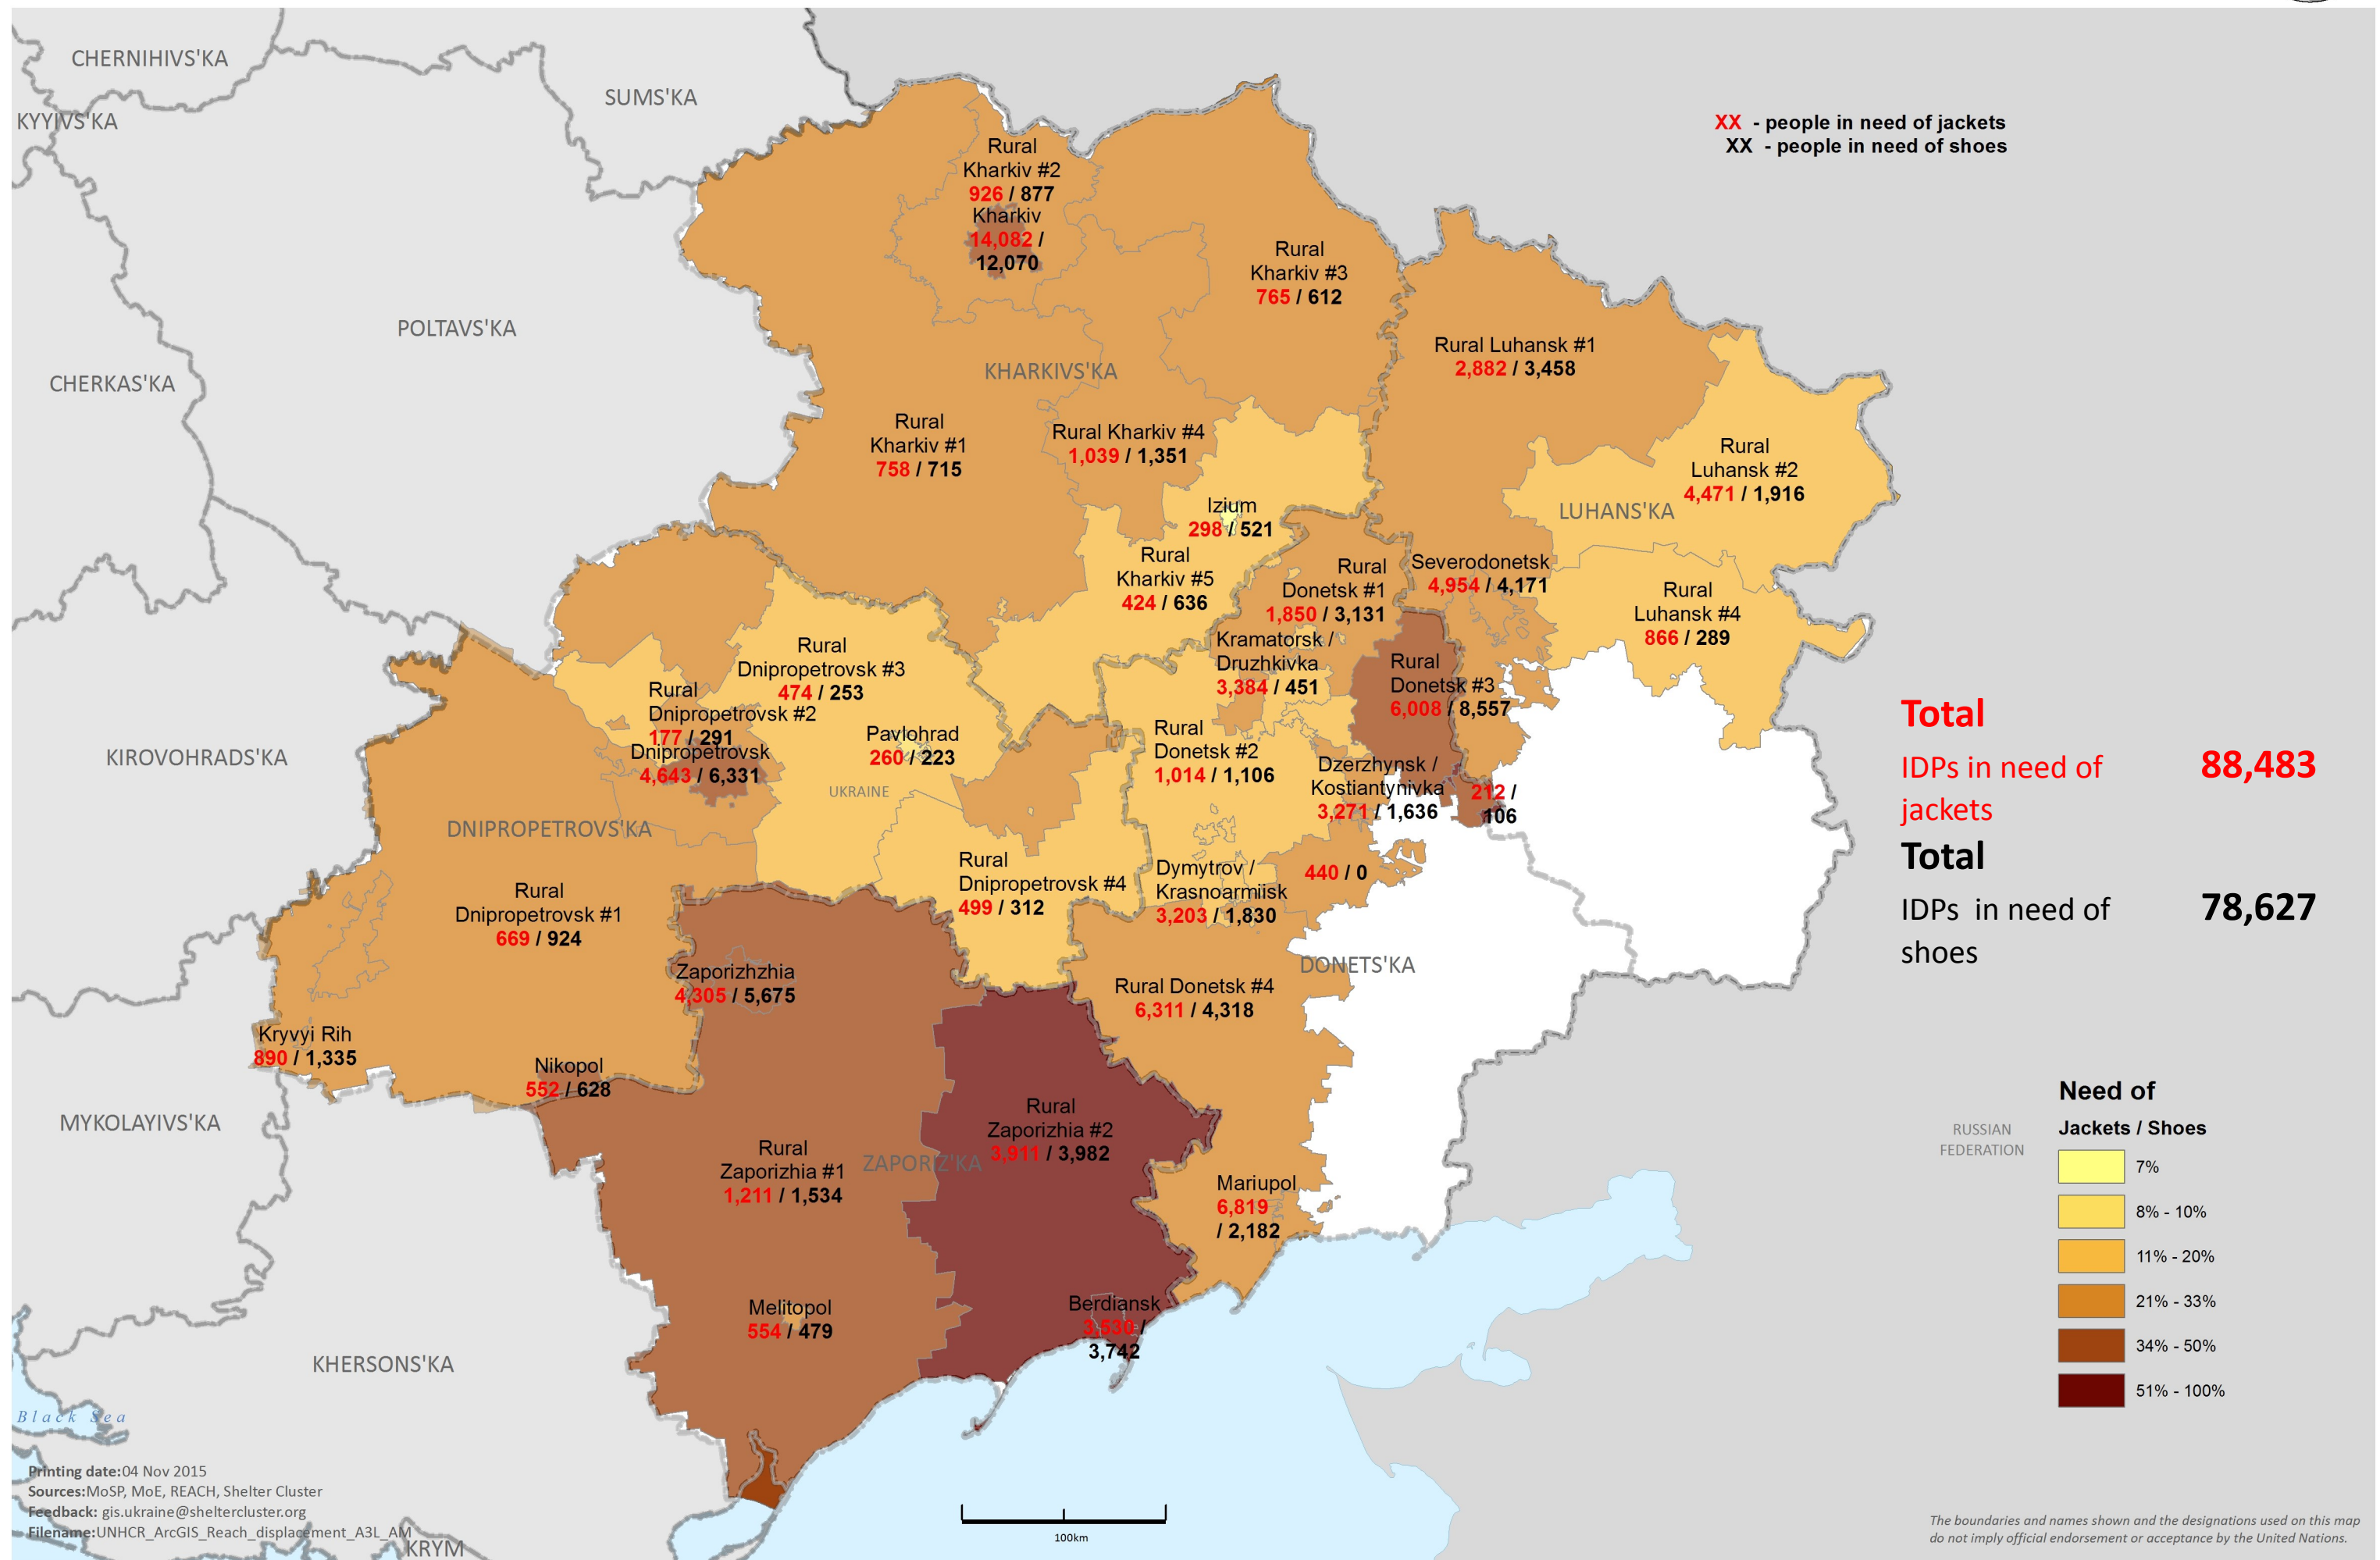 CHERNIHIVS'KA
KYYIVS'KA
SUMS'KA
XX - people in need of jackets
XX - people in need of shoes
Rural
Kharkiv #2
926 / 877
Kharkiv
14,082 /
12,070
Rural
Kharkiv #3
765 / 612
POLTAVS'KA
CHERKAS'KA
KHARKIVS'KA
Rural Luhansk #1
2,882 / 3,458
Rural
Kharkiv #1
758 / 715
Rural Kharkiv #4
1,039 / 1,351
Rural
Luhansk #2
4,471 / 1,916
LUHANS'KA
Izium
298 / 521
Rural
Kharkiv #5
424 / 636
Rural
Donetsk #1
1,850 / 3,131
Severodonetsk
4,954 / 4,171
Rural
Luhansk #4
866 / 289
Kramatorsk /
Druzhkivka
3,384 / 451
Rural
Donetsk #3
6,008 / 8,557
Rural
Dnipropetrovsk #3
474 / 253
Rural
Dnipropetrovsk #2
177 / 291
Dnipropetrovsk
4,643 / 6,331
Pavlohrad
260 / 223
UKRAINE
Rural
Donetsk #2
1,014 / 1,106
Dzerzhynsk /
Kostiantynivka
3,271 / 1,636
212 /
106
KIROVOHRADS'KA
DNIPROPETROVS'KA
Total
IDPs in need of
jackets
88,483
Total
IDPs in need of
shoes
78,627
Rural
Dnipropetrovsk #4
499 / 312
Dymytrov /
Krasnoarmiisk
3,203 / 1,830
440 / 0
Rural
Dnipropetrovsk #1
669 / 924
DONETS'KA
Zaporizhzhia
4,305 / 5,675
Rural Donetsk #4
6,311 / 4,318
Kryvyi Rih
890 / 1,335
Nikopol
552 / 628
MYKOLAYIVS'KA
Rural
Zaporizhia #2
3,911 / 3,982
Rural
Zaporizhia #1
1,211 / 1,534
ZAPORIZ'KA
Mariupol
6,819
/ 2,182
Melitopol
554 / 479
Berdiansk
3,530 /
3,742
KHERSONS'KA
RUSSIAN
FEDERATION
Need of
Jackets / Shoes
7%
8% - 10%
11% - 20%
21% - 33%
34% - 50%
51% - 100%
Black Sea
Printing date:04 Nov 2015
Sources:MoSP, MoE, REACH, Shelter Cluster
Feedback: gis.ukraine@sheltercluster.org
Filename:UNHCR_ArcGIS_Reach_displacement_A3L_AM
KRYM
100km
The boundaries and names shown and the designations used on this map
do not imply official endorsement or acceptance by the United Nations.